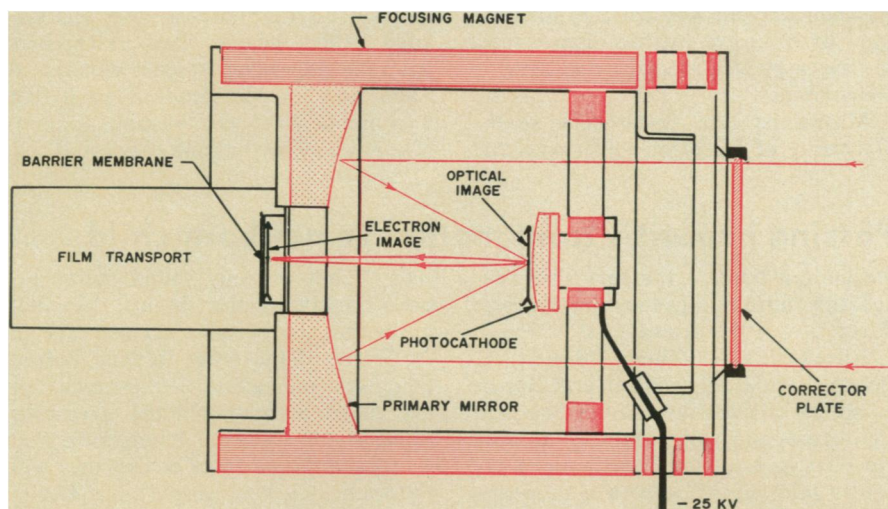 FOCUSING MAGNET
BARRIER MEMBRANE
OPTICAL
IMAGE
ELECTRON
IMAGE
FILM TRANSPORT
PHOTOCATHODE
PRIMARY MIRROR
CORRECTOR
PLATE
– 25 KV